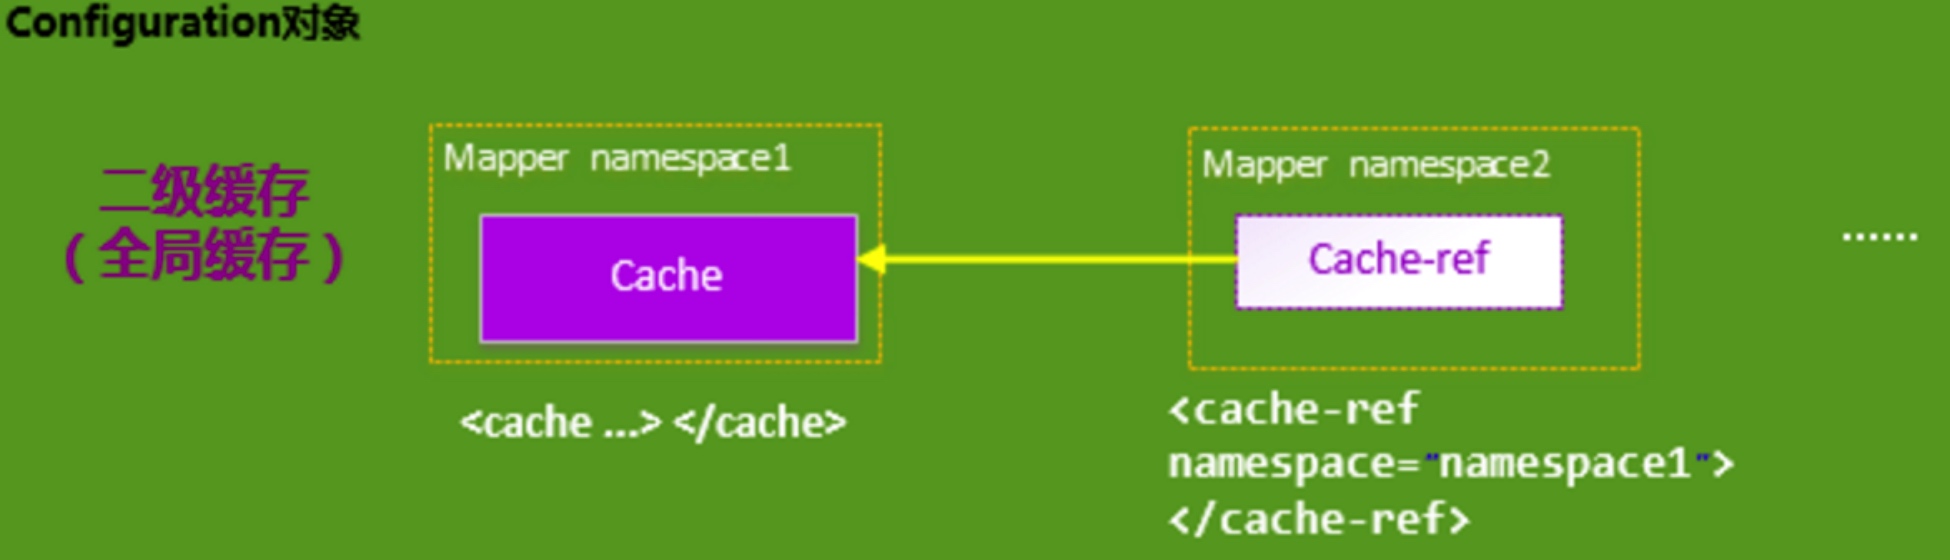 Configuration对象
二级缓存
（全局缓存）
Mapper namespace1
Cache
<cache ...> </cache>
Mapper namespace2
Cache-ref
<cache-ref
namespace="namespace1">
</cache-ref>
......